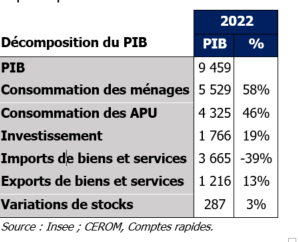 2022
Décomposition du PIB PIB %
PIB 9 459
Consommation des ménages 5 529 58%
Consommation des APU 4 325 46%
Investissement 1 766 19%
Imports de biens et services 3 665 -39%
Exports de biens et services 1 216 13%
Variations de stocks 287 3%
Source : Insee ; CEROM, Comptes rapides.